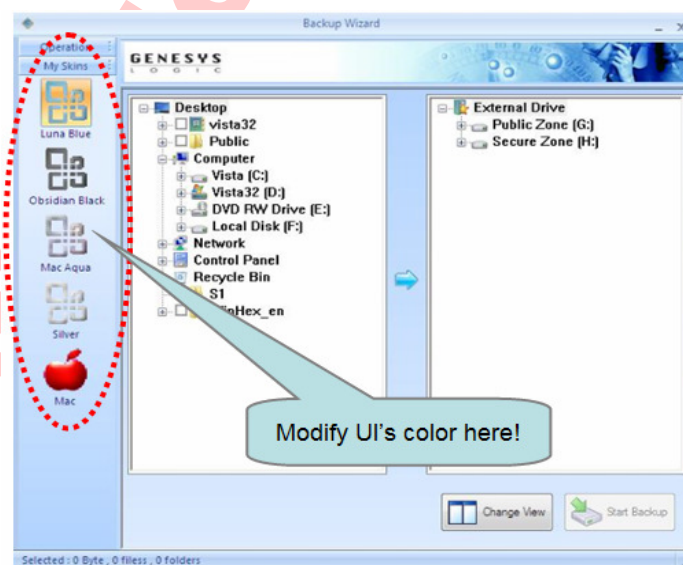 Backup Wizard
Operation
My Skins
GENESYS
LOGIC
Luna Blue
Obsidian Black
Mac Aqua
Silver
Mac
Desktop
vista32
Public
Computer
Vista (C:)
Vista32 (D:)
DVD RW Drive (E:)
Local Disk (F:)
Network
Control Panel
Recycle Bin
S1
Hex_en
External Drive
Public Zone (G:)
Secure Zone (H:)
Modify UI's color here!
Change View
Start Backup
Selected : 0 Byte , 0 filess , 0 folders